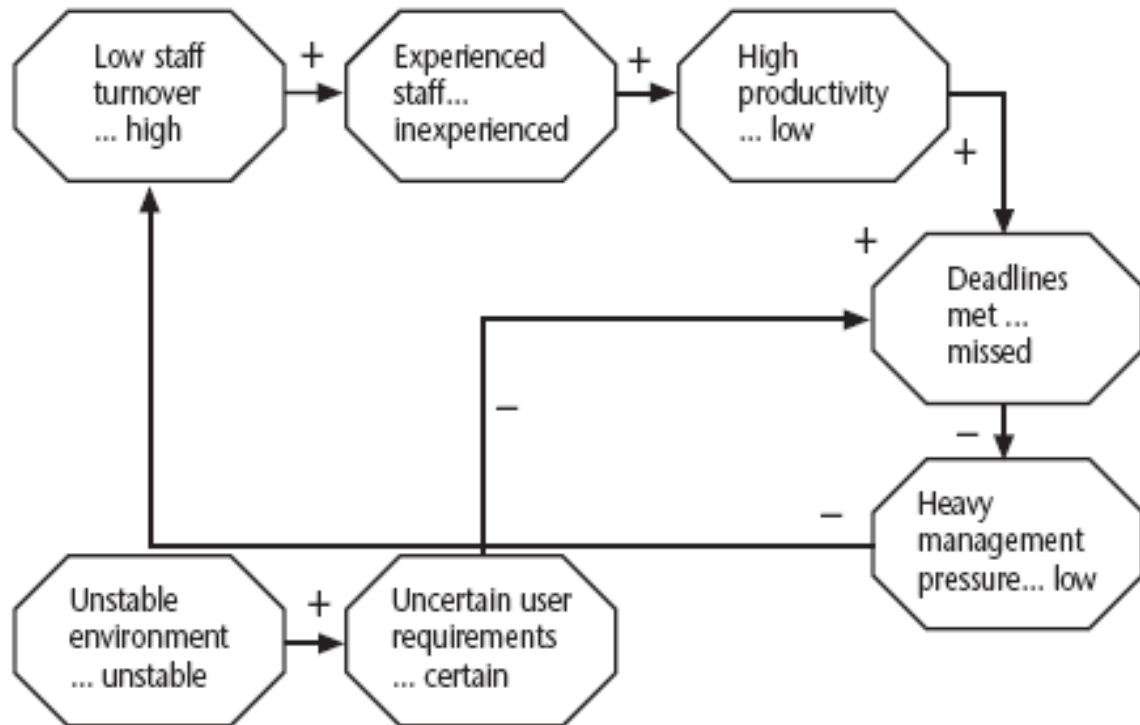 Low staff
turnover
... high
+
Experienced
staff...
inexperienced
+
High
productivity
... low
+
+
Deadlines
met ...
missed
–
–
Heavy
management
pressure... low
–
Unstable
environment
... unstable
+
Uncertain user
requirements
... certain